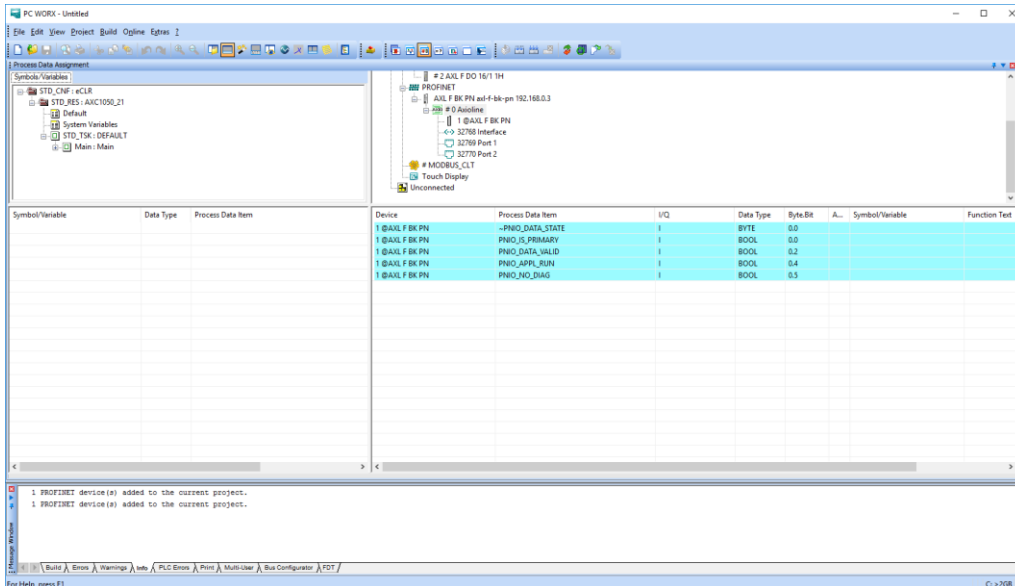 PC WORX - Untitled
File Edit View Project Build Online Extras ?
Process Data Assignment
Symbols/Variables
STD_CNF : eCLR
STD_RES : AXC1050_21
Default
System Variables
STD_TSK : DEFAULT
Main : Main
# 2 AXL F DO 16/1 1H
PROFINET
AXL F BK PN axl-f-bk-pn 192.168.0.3
# 0 Axioline
1 @AXL F BK PN
32768 Interface
32769 Port 1
32770 Port 2
# MODBUS_CLT
Touch Display
Unconnected
Symbol/Variable Data Type Process Data Item
Device Process Data Item I/Q Data Type Byte.Bit A... Symbol/Variable Function Text
1 @AXL F BK PN ~PNIO_DATA_STATE I BYTE 0.0
1 @AXL F BK PN PNIO_IS_PRIMARY I BOOL 0.0
1 @AXL F BK PN PNIO_DATA_VALID I BOOL 0.2
1 @AXL F BK PN PNIO_APPL_RUN I BOOL 0.4
1 @AXL F BK PN PNIO_NO_DIAG I BOOL 0.5
1 PROFINET device(s) added to the current project.
1 PROFINET device(s) added to the current project.
Message Window
Build Errors Warnings Info PLC Errors Print Multi-User Bus Configurator FDT
For Help, press F1 C: >2GB